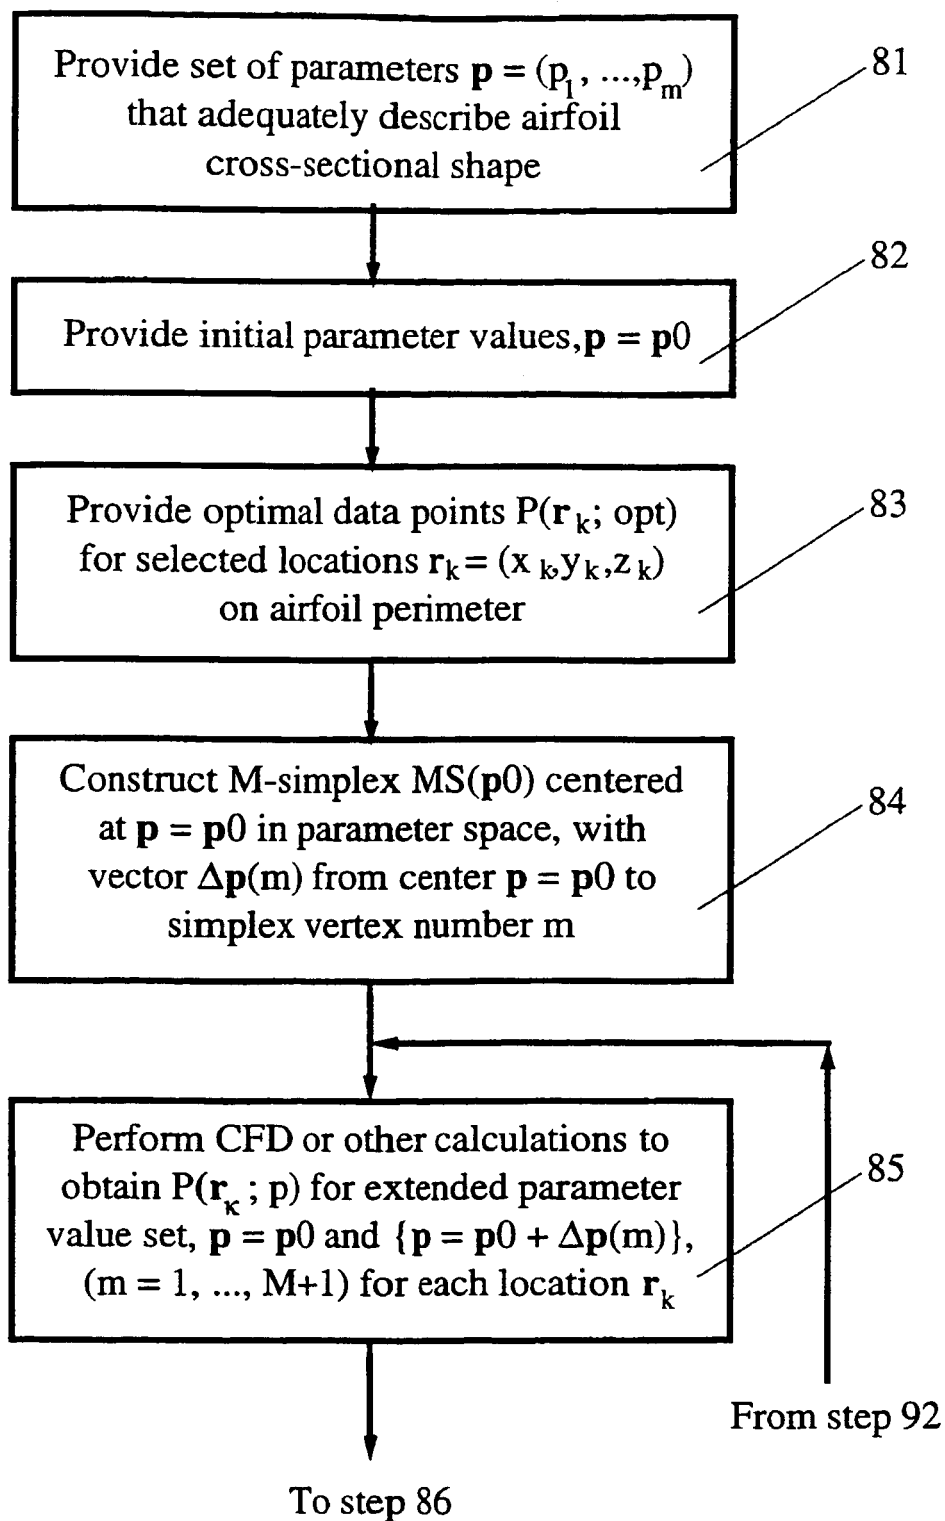 Provide set of parameters p = (p1, ...,pm)
that adequately describe airfoil
cross-sectional shape
81
Provide initial parameter values,p = p0
82
Provide optimal data points P(rk; opt)
for selected locations rk = (xk,yk,zk)
on airfoil perimeter
83
Construct M-simplex MS(p0) centered
at p = p0 in parameter space, with
vector Δp(m) from center p = p0 to
simplex vertex number m
84
Perform CFD or other calculations to
obtain P(rκ ; p) for extended parameter
value set, p = p0 and {p = p0 + Δp(m)},
(m = 1, ..., M+1) for each location rk
85
From step 92
To step 86